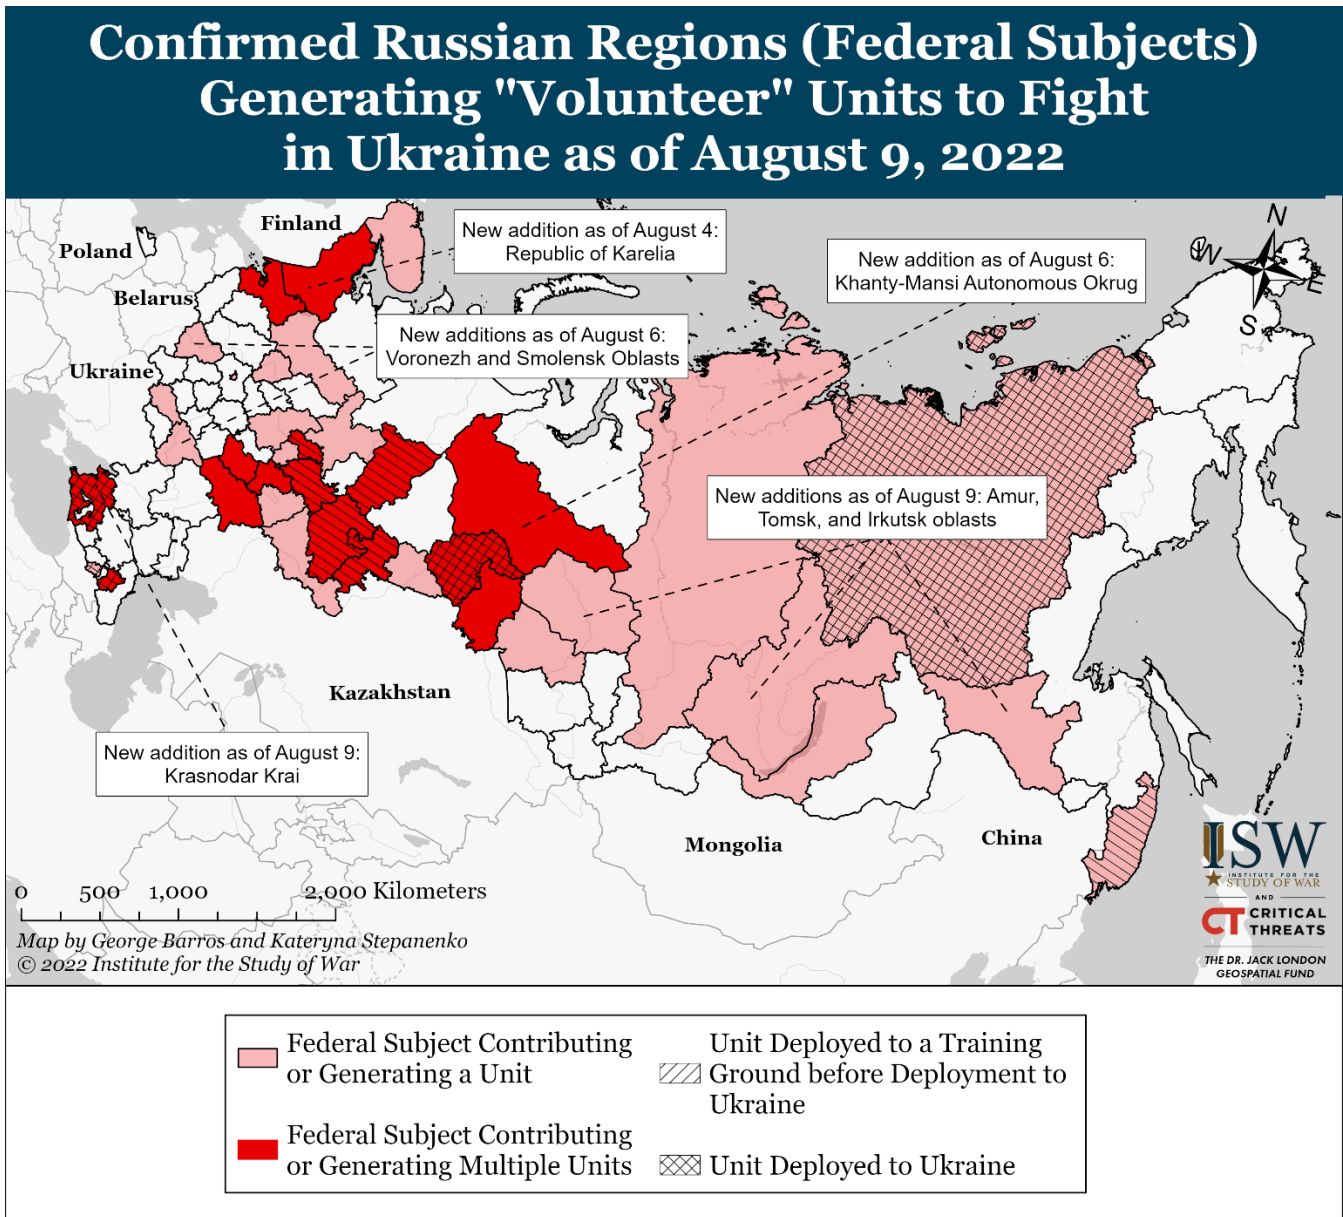 Confirmed Russian Regions (Federal Subjects)
Generating "Volunteer" Units to Fight
in Ukraine as of August 9, 2022
Finland
Poland
Belarus
Ukraine
New addition as of August 4:
Republic of Karelia
New addition as of August 6:
Khanty-Mansi Autonomous Okrug
N
W
E
S
New additions as of August 6:
Voronezh and Smolensk Oblasts
New additions as of August 9: Amur,
Tomsk, and Irkutsk oblasts
Kazakhstan
New addition as of August 9:
Krasnodar Krai
Mongolia
China
0 500 1,000 2,000 Kilometers
Map by George Barros and Kateryna Stepanenko
© 2022 Institute for the Study of War
ISW
INSTITUTE FOR THE
STUDY OF WAR
AND
CT CRITICAL
THREATS
THE DR. JACK LONDON
GEOSPATIAL FUND
Federal Subject Contributing
or Generating a Unit
Federal Subject Contributing
or Generating Multiple Units
Unit Deployed to a Training
Ground before Deployment to
Ukraine
Unit Deployed to Ukraine